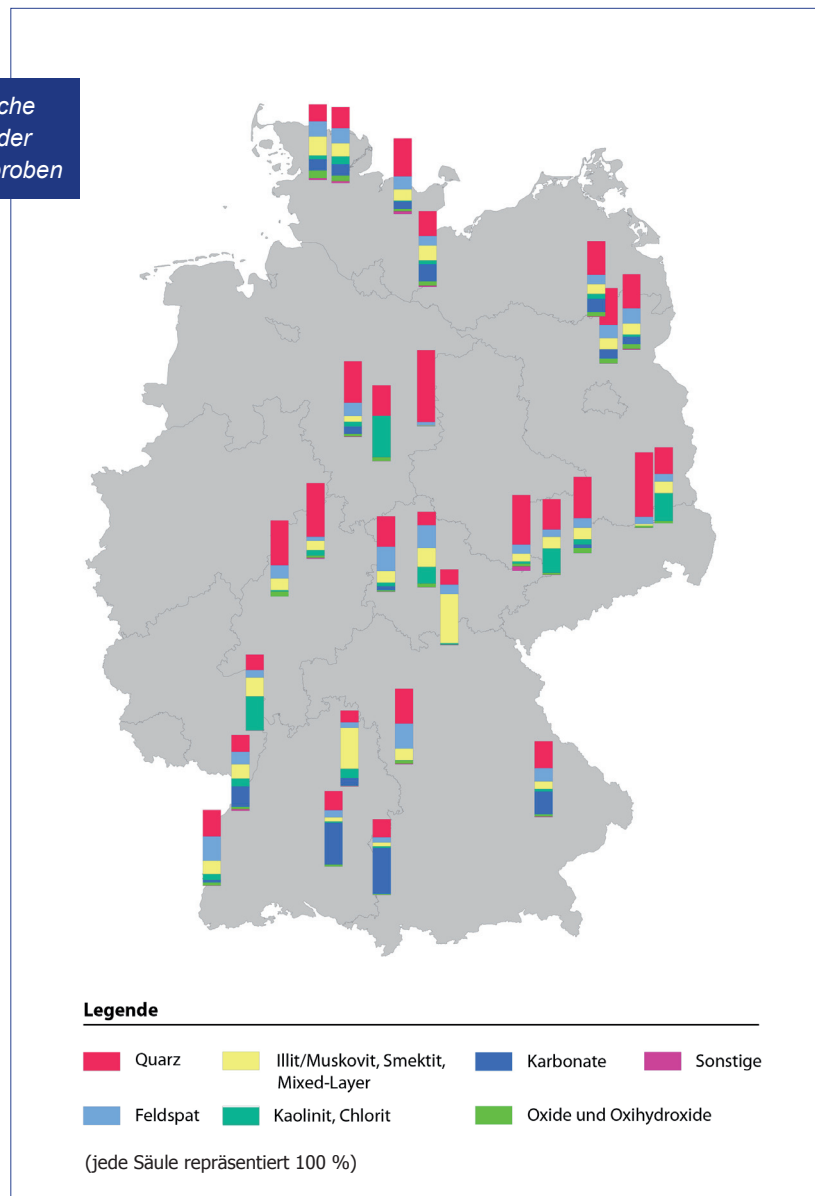 che
der
proben
Legende
Quarz
Illit/Muskovit, Smektit,
Mixed-Layer
Karbonate
Sonstige
Feldspat
Kaolinit, Chlorit
Oxide und Oxihydroxide
(jede Säule repräsentiert 100 %)